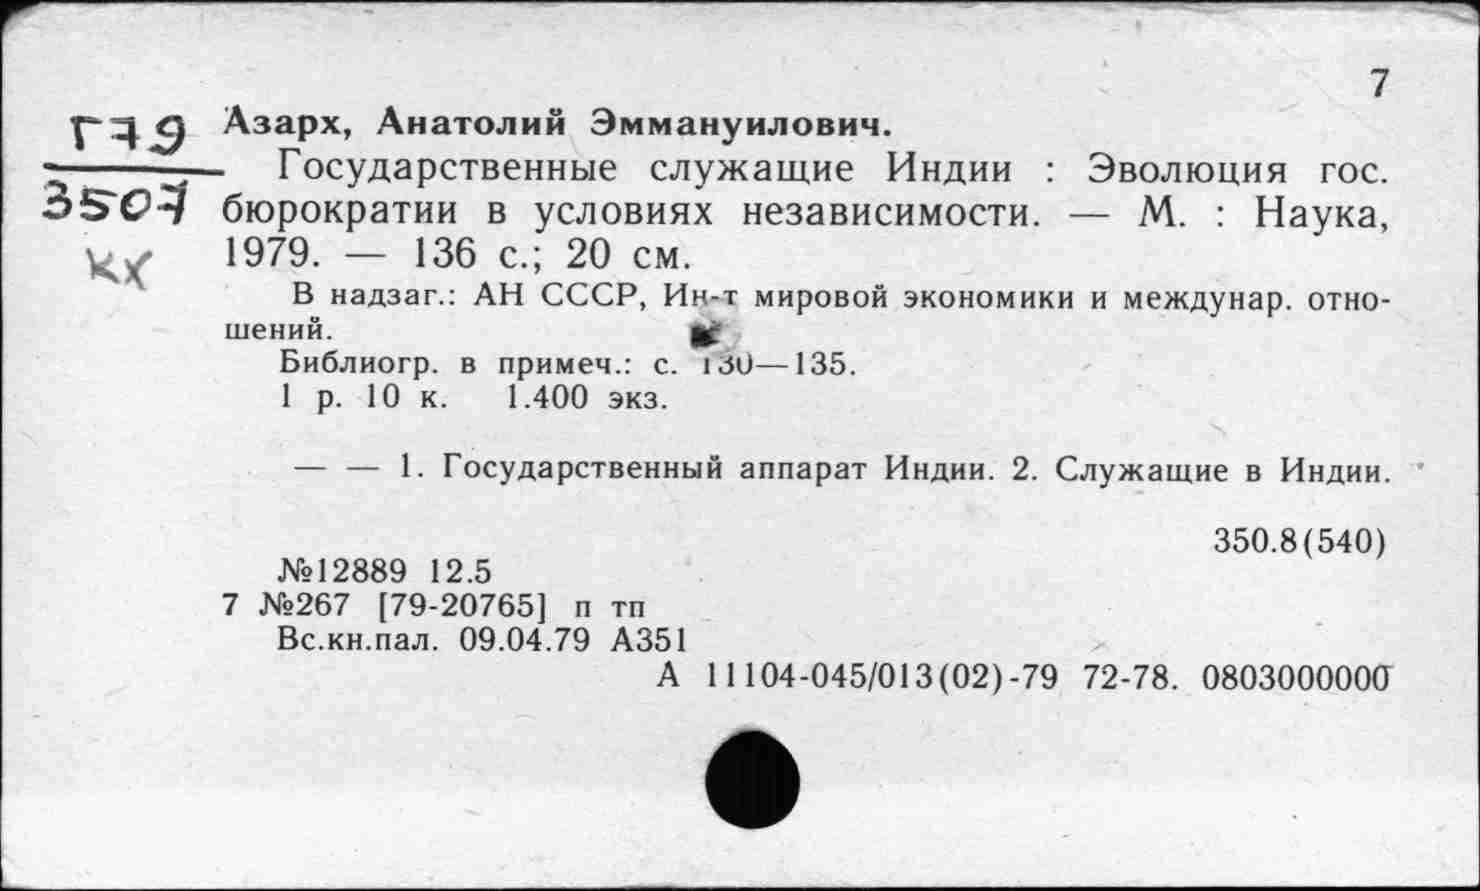 7
Г79
3507
кх
Азарх, Анатолий Эммануилович.
Государственные служащие Индии : Эволюция гос.
бюрократии в условиях независимости. — М. : Наука,
1979. — 136 с.; 20 см.
В надзаг.: АН СССР, Ин-т мировой экономики и междунар. отно-
шений.
Библиогр. в примеч.: с. 130—135.
1 р. 10 к. 1.400 экз.
— — 1. Государственный аппарат Индии. 2. Служащие в Индии.
350.8(540)
№12889 12.5
7 №267 [79-20765] п тп
Вс.кн.пал. 09.04.79 А351
А 11104-045/013(02)-79 72-78. 0803000000